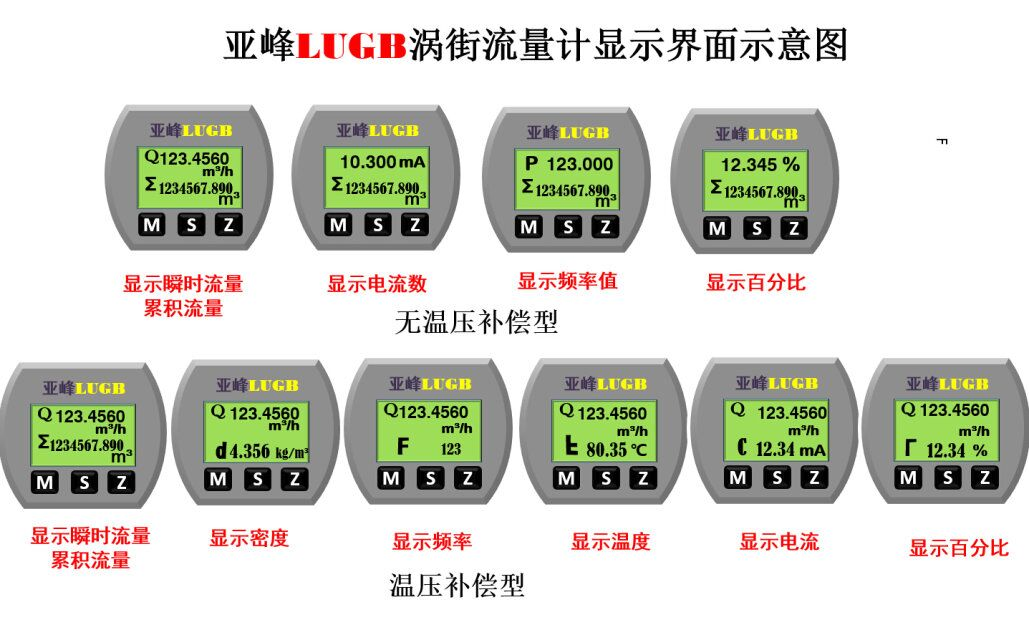 亚峰LUGB涡街流量计显示界面示意图
F
亚峰LUGB
Q123.4560
m³/h
Σ1234567.890
m³
M S Z
显示瞬时流量
累积流量
亚峰LUGB
10.300mA
Σ1234567.890
m³
M S Z
显示电流数
亚峰LUGB
P 123.000
Σ1234567.890
m³
M S Z
显示频率值
亚峰LUGB
12.345 %
Σ1234567.890
m³
M S Z
显示百分比
无温压补偿型
亚峰LUGB
Q 123.4560
m³/h
Σ1234567.890
m³
M S Z
显示瞬时流量
累积流量
亚峰LUGB
Q 123.4560
m³/h
d 4.356 kg/m³
M S Z
显示密度
亚峰LUGB
Q123.4560
m³/h
F 123
M S Z
显示频率
亚峰LUGB
Q 123.4560
m³/h
t 80.35 ℃
M S Z
显示温度
亚峰LUGB
Q 123.4560
m³/h
C 12.34 mA
M S Z
显示电流
亚峰LUGB
Q 123.4560
m³/h
Γ 12.34 %
M S Z
显示百分比
温压补偿型